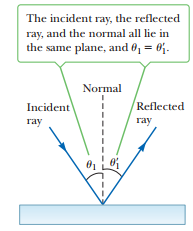 The incident ray, the reflected
ray, and the normal all lie in
the same plane, and θ₁ = θ′₁.
Normal
Incident
ray
Reflected
ray
θ₁ θ′₁